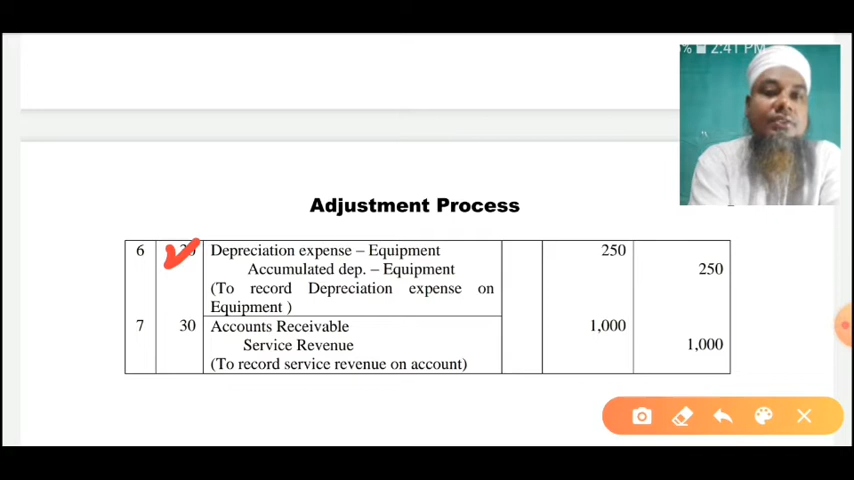 % 2:41 PM
Adjustment Process
6 Depreciation expense – Equipment 250
Accumulated dep. – Equipment 250
(To record Depreciation expense on
Equipment )
7 30 Accounts Receivable 1,000
Service Revenue 1,000
(To record service revenue on account)